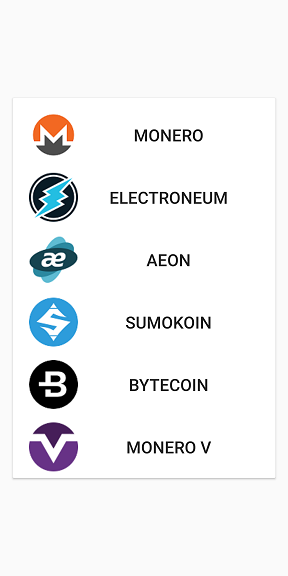 MONERO
ELECTRONEUM
æ
AEON
SUMOKOIN
BYTECOIN
MONERO V